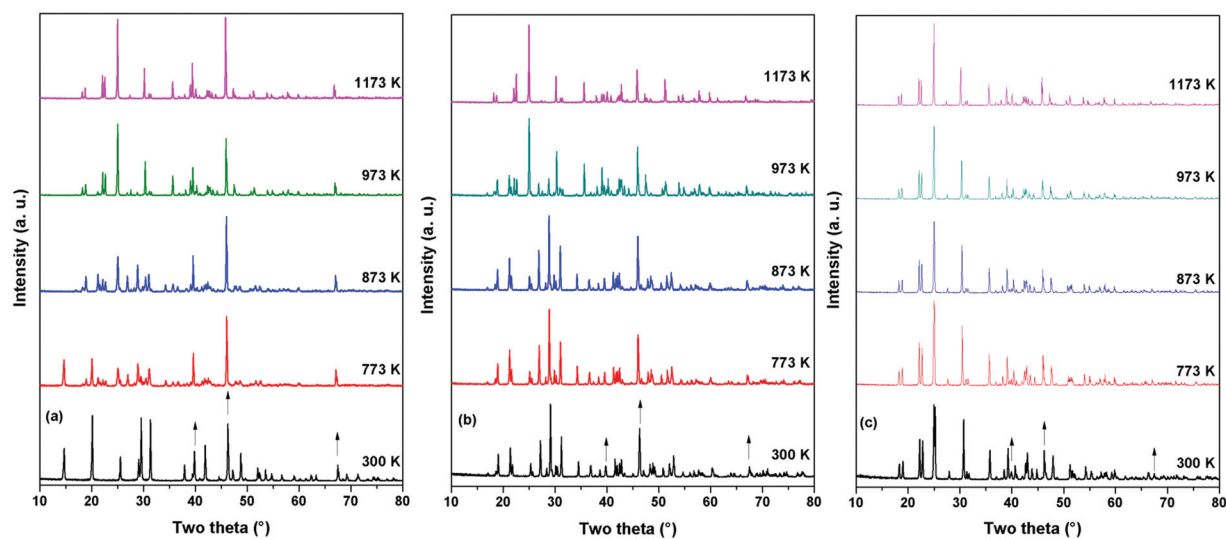 Intensity (a. u.)
1173 K
973 K
873 K
773 K
(a)
300 K
10 20 30 40 50 60 70 80
Two theta (°)
Intensity (a. u.)
1173 K
973 K
873 K
773 K
(b)
300 K
10 20 30 40 50 60 70 80
Two theta (°)
Intensity (a. u.)
1173 K
973 K
873 K
773 K
(c)
300 K
10 20 30 40 50 60 70 80
Two theta (°)